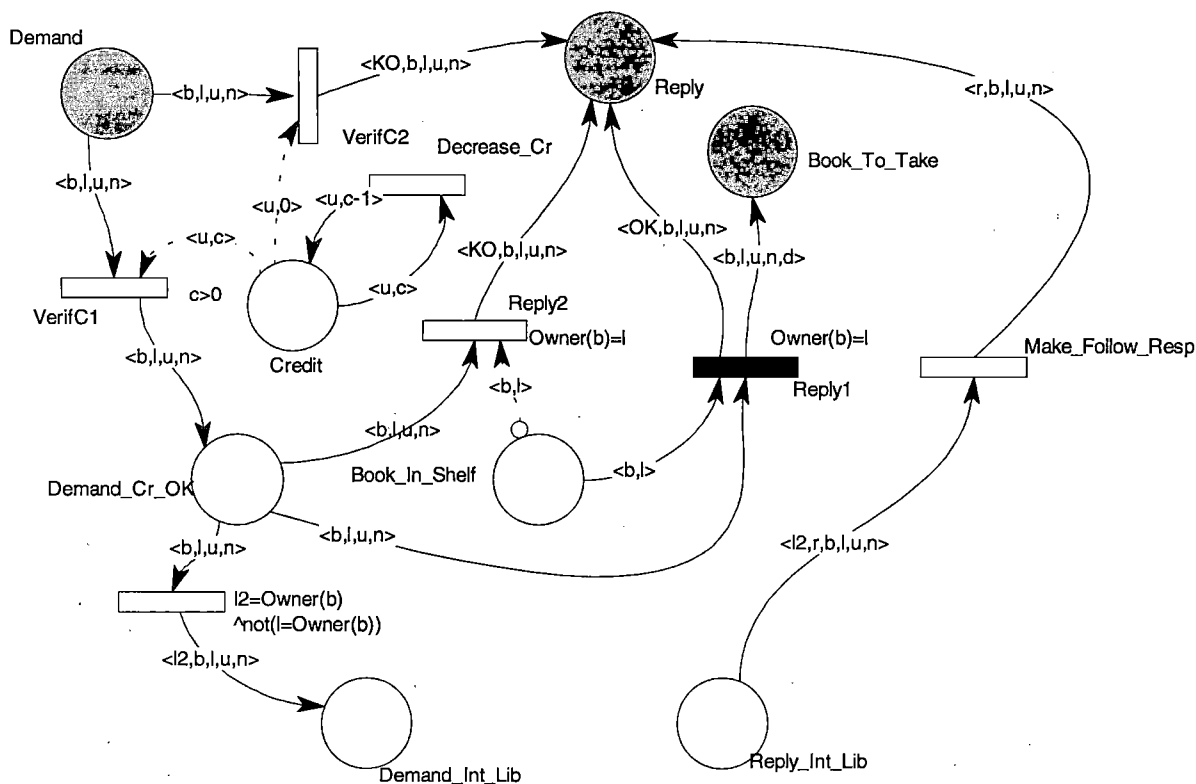 Demand
<KO,b,l,u,n>
Reply
<r,b,l,u,n>
<b,l,u,n>
VerifC2
Decrease_Cr
Book_To_Take
<b,l,u,n>
<u,0>
<u,c-1>
<OK,b,l,u,n>
<u,c>
<KO,b,l,u,n>
<b,l,u,n,d>
c>0
<u,c>
VerifC1
Reply2
Owner(b)=l
Owner(b)=l
Make_Follow_Resp
<b,l,u,n>
Credit
<b,l>
Reply1
<b,l,u,n>
Book_In_Shelf
<b,l>
Demand_Cr_OK
<b,l,u,n>
<b,l,u,n>
<l2,r,b,l,u,n>
l2=Owner(b)
^not(l=Owner(b))
<l2,b,l,u,n>
Demand_Int_Lib
Reply_Int_Lib